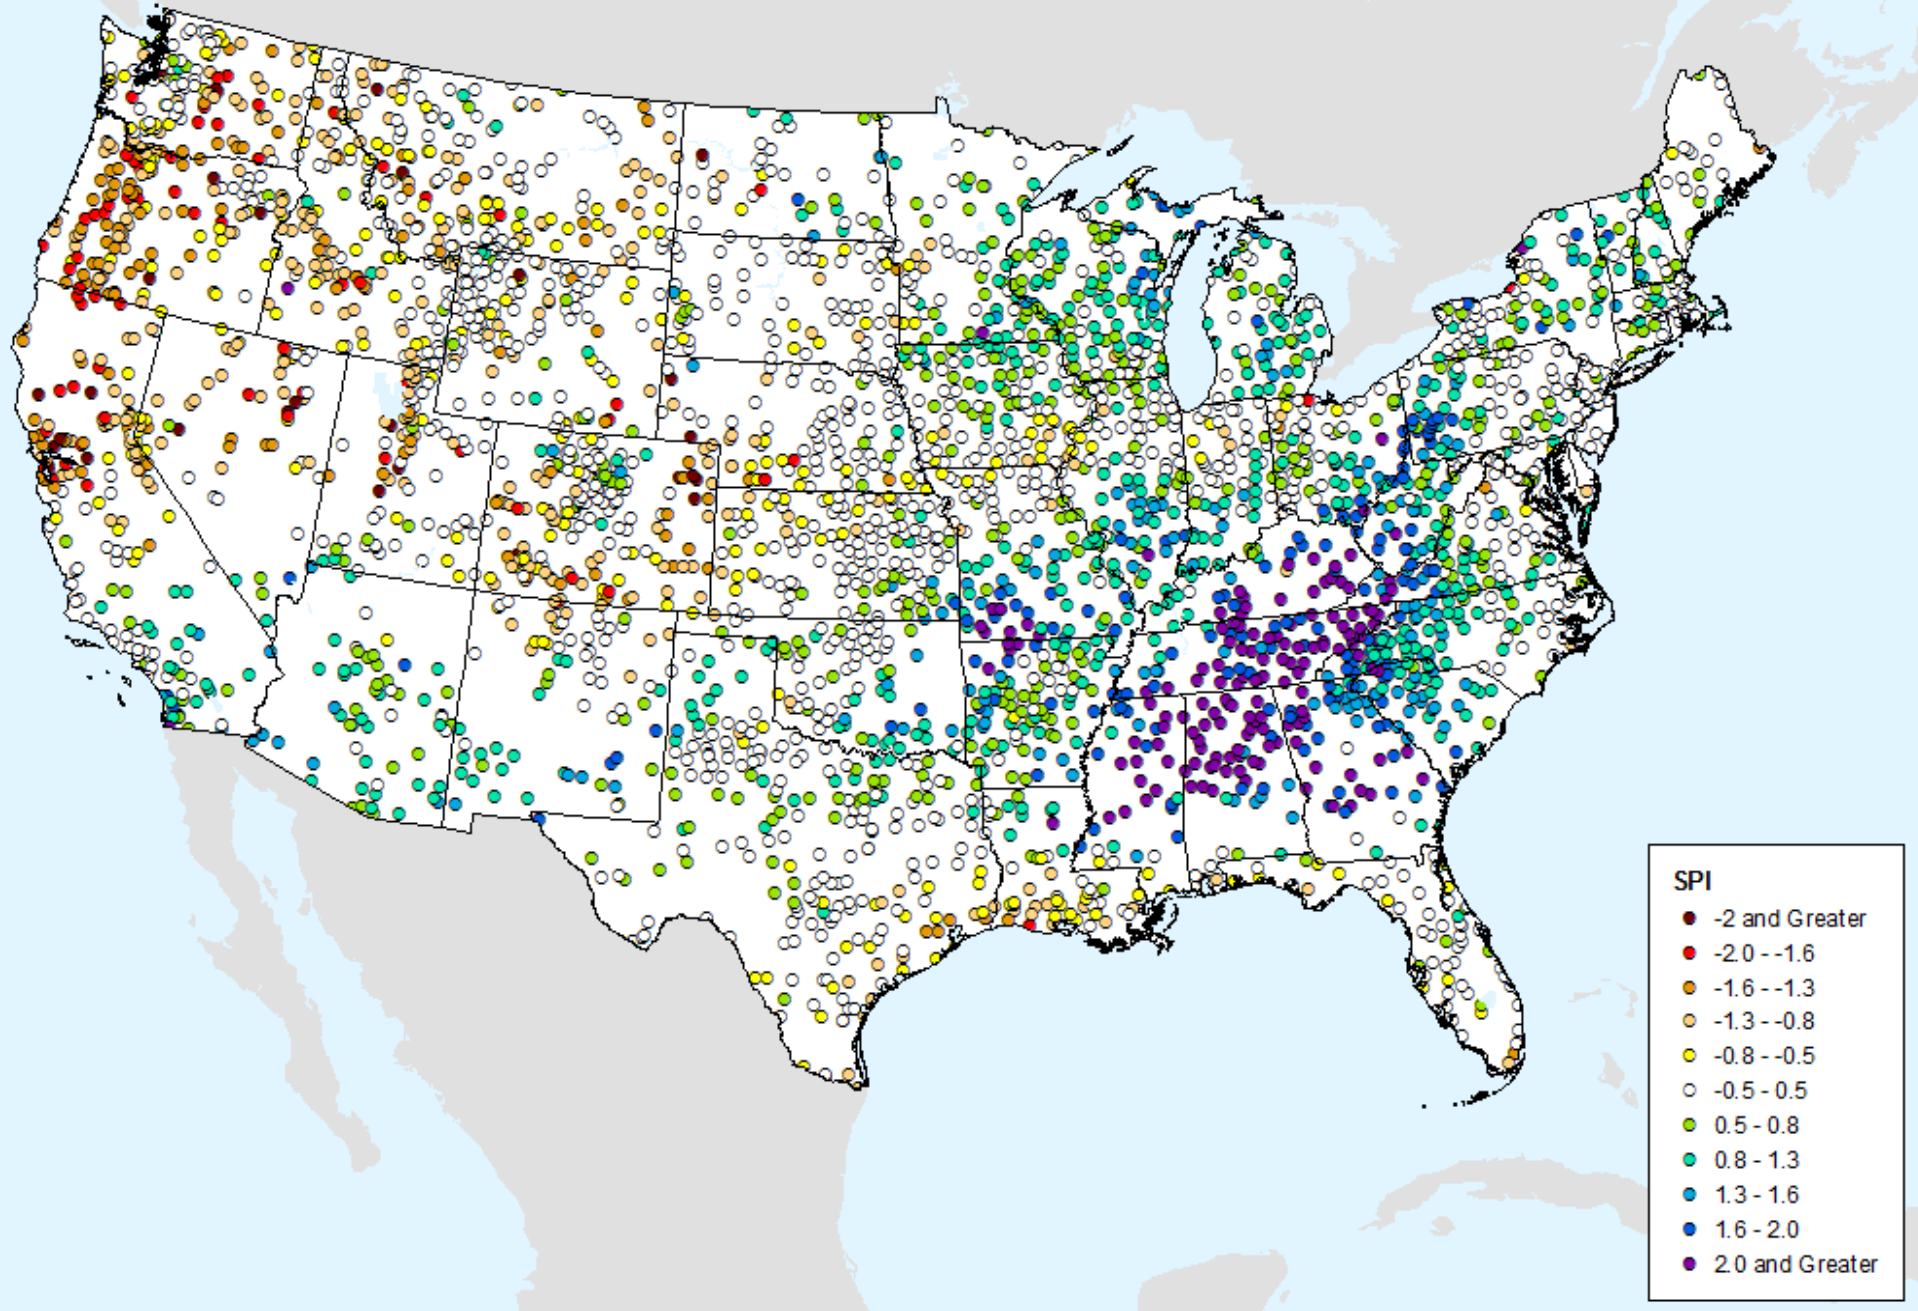 SPI
-2 and Greater
-2.0 - -1.6
-1.6 - -1.3
-1.3 - -0.8
-0.8 - -0.5
-0.5 - 0.5
0.5 - 0.8
0.8 - 1.3
1.3 - 1.6
1.6 - 2.0
2.0 and Greater